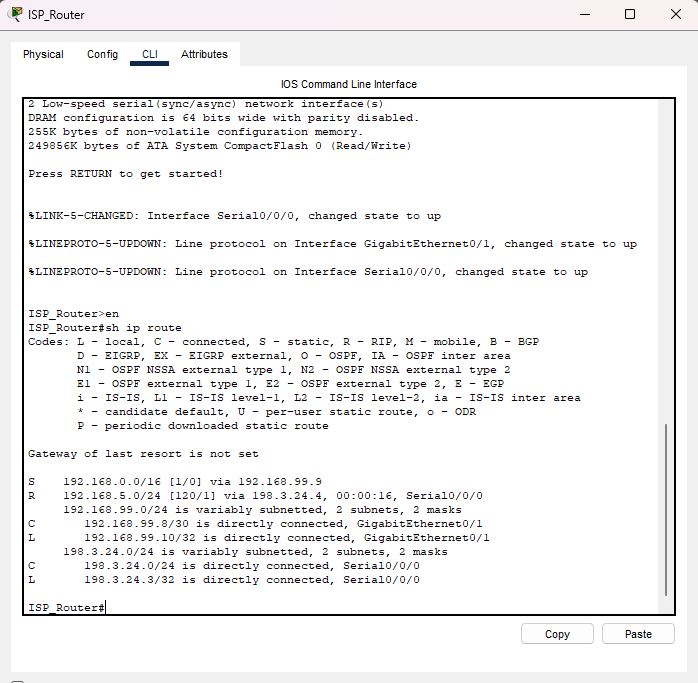 ISP_Router
Physical Config CLI Attributes
IOS Command Line Interface
2 Low-speed serial(sync/async) network interface(s)
DRAM configuration is 64 bits wide with parity disabled.
255K bytes of non-volatile configuration memory.
249856K bytes of ATA System CompactFlash 0 (Read/Write)
Press RETURN to get started!
%LINK-5-CHANGED: Interface Serial0/0/0, changed state to up
%LINEPROTO-5-UPDOWN: Line protocol on Interface GigabitEthernet0/1, changed state to up
%LINEPROTO-5-UPDOWN: Line protocol on Interface Serial0/0/0, changed state to up
ISP_Router>en
ISP_Router#sh ip route
Codes: L - local, C - connected, S - static, R - RIP, M - mobile, B - BGP
D - EIGRP, EX - EIGRP external, O - OSPF, IA - OSPF inter area
N1 - OSPF NSSA external type 1, N2 - OSPF NSSA external type 2
E1 - OSPF external type 1, E2 - OSPF external type 2, E - EGP
i - IS-IS, L1 - IS-IS level-1, L2 - IS-IS level-2, ia - IS-IS inter area
* - candidate default, U - per-user static route, o - ODR
P - periodic downloaded static route
Gateway of last resort is not set
S 192.168.0.0/16 [1/0] via 192.168.99.9
R 192.168.5.0/24 [120/1] via 198.3.24.4, 00:00:16, Serial0/0/0
192.168.99.0/24 is variably subnetted, 2 subnets, 2 masks
C 192.168.99.8/30 is directly connected, GigabitEthernet0/1
L 192.168.99.10/32 is directly connected, GigabitEthernet0/1
198.3.24.0/24 is variably subnetted, 2 subnets, 2 masks
C 198.3.24.0/24 is directly connected, Serial0/0/0
L 198.3.24.3/32 is directly connected, Serial0/0/0
ISP_Router#
Copy Paste